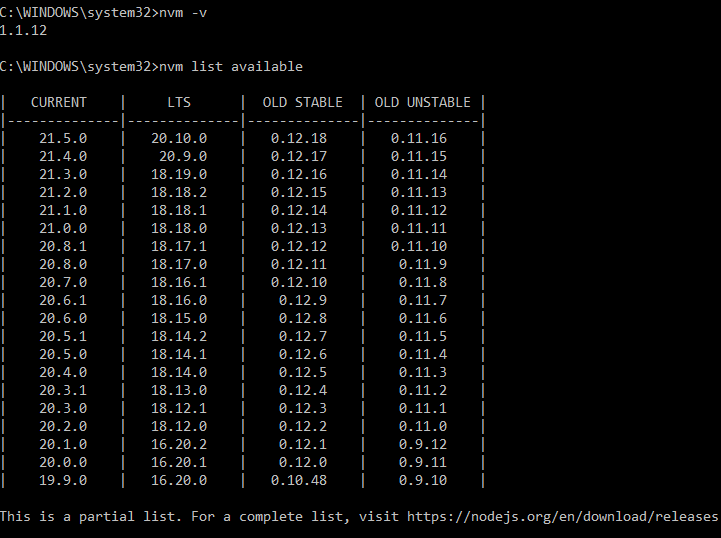 C:\WINDOWS\system32>nvm -v
1.1.12
C:\WINDOWS\system32>nvm list available
|   CURRENT    |     LTS      |  OLD STABLE  | OLD UNSTABLE |
|--------------|--------------|--------------|--------------|
|    21.5.0    |   20.10.0    |   0.12.18    |   0.11.16    |
|    21.4.0    |    20.9.0    |   0.12.17    |   0.11.15    |
|    21.3.0    |   18.19.0    |   0.12.16    |   0.11.14    |
|    21.2.0    |   18.18.2    |   0.12.15    |   0.11.13    |
|    21.1.0    |   18.18.1    |   0.12.14    |   0.11.12    |
|    21.0.0    |   18.18.0    |   0.12.13    |   0.11.11    |
|    20.8.1    |   18.17.1    |   0.12.12    |   0.11.10    |
|    20.8.0    |   18.17.0    |   0.12.11    |    0.11.9    |
|    20.7.0    |   18.16.1    |   0.12.10    |    0.11.8    |
|    20.6.1    |   18.16.0    |    0.12.9    |    0.11.7    |
|    20.6.0    |   18.15.0    |    0.12.8    |    0.11.6    |
|    20.5.1    |   18.14.2    |    0.12.7    |    0.11.5    |
|    20.5.0    |   18.14.1    |    0.12.6    |    0.11.4    |
|    20.4.0    |   18.14.0    |    0.12.5    |    0.11.3    |
|    20.3.1    |   18.13.0    |    0.12.4    |    0.11.2    |
|    20.3.0    |   18.12.1    |    0.12.3    |    0.11.1    |
|    20.2.0    |   18.12.0    |    0.12.2    |    0.11.0    |
|    20.1.0    |   16.20.2    |    0.12.1    |    0.9.12    |
|    20.0.0    |   16.20.1    |    0.12.0    |    0.9.11    |
|    19.9.0    |   16.20.0    |   0.10.48    |    0.9.10    |
This is a partial list. For a complete list, visit https://nodejs.org/en/download/releases